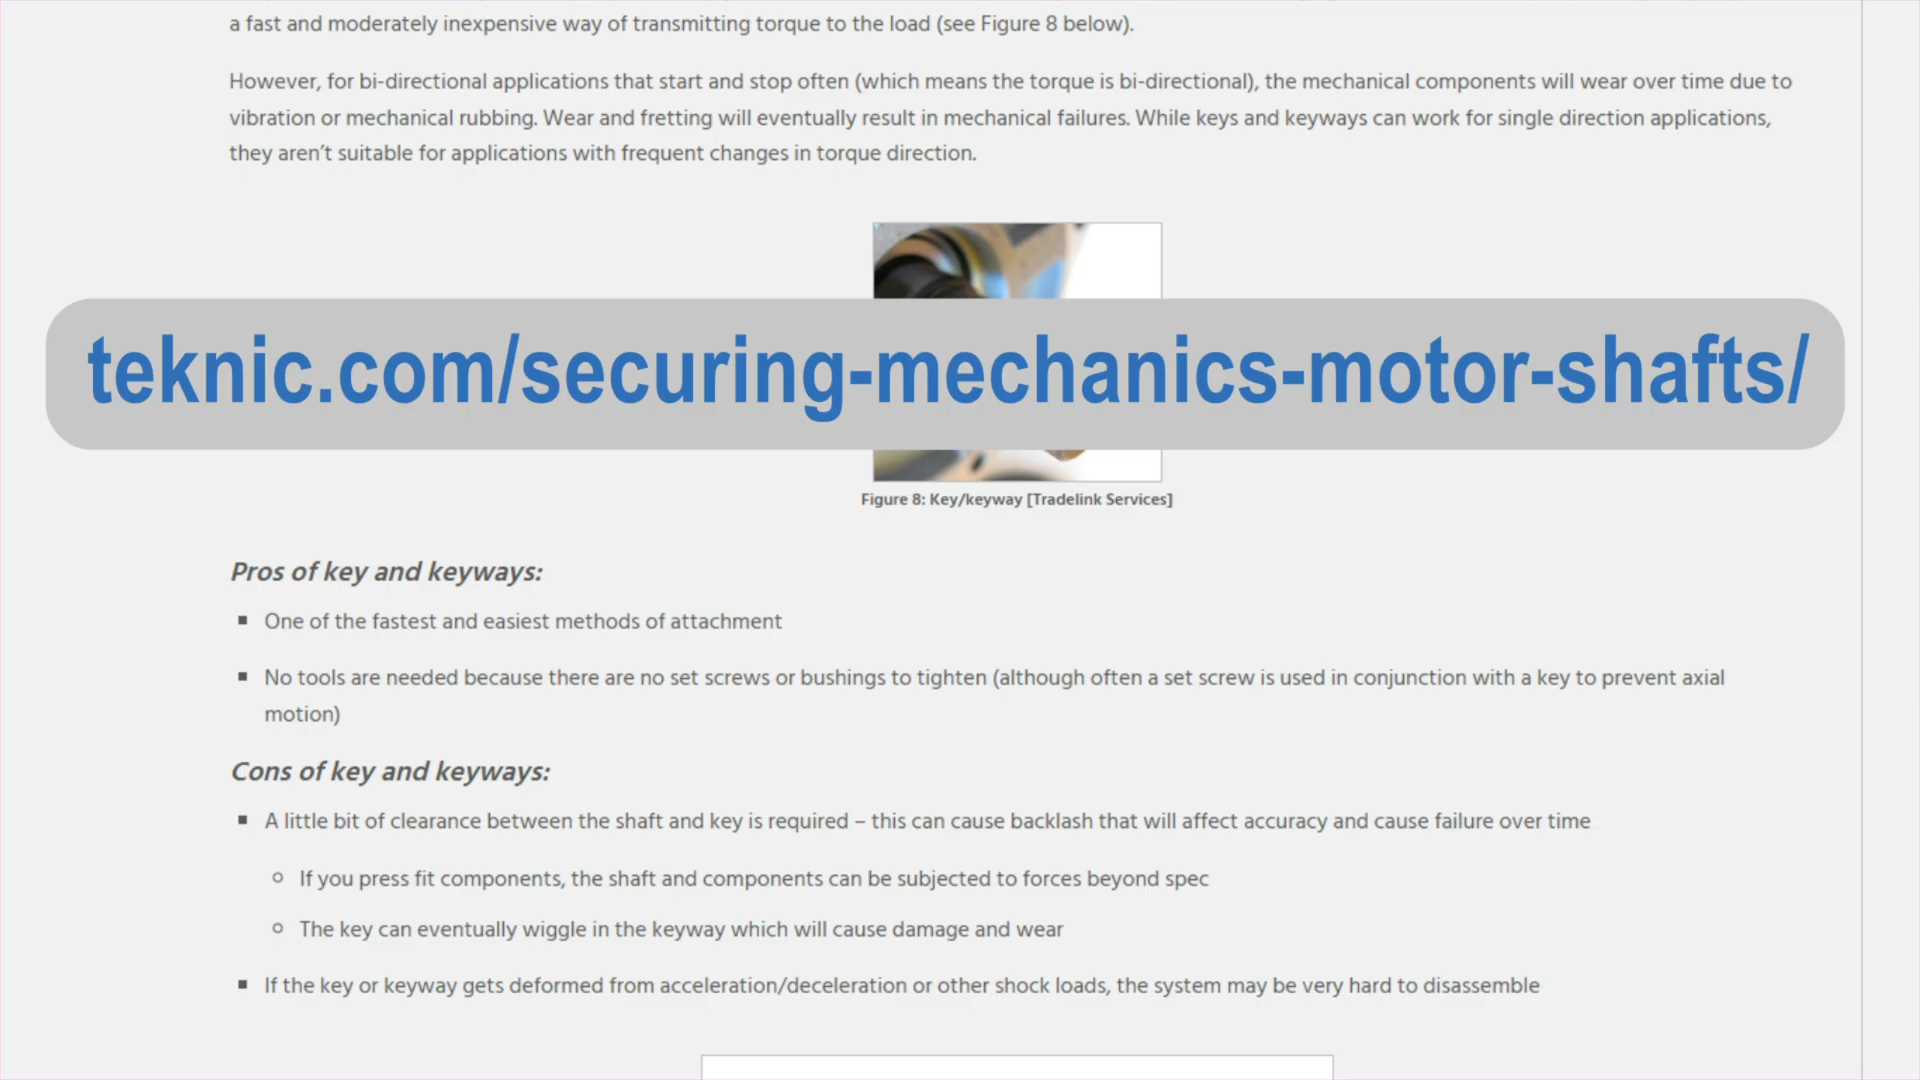 a fast and moderately inexpensive way of transmitting torque to the load (see Figure 8 below).
However, for bi-directional applications that start and stop often (which means the torque is bi-directional), the mechanical components will wear over time due to
vibration or mechanical rubbing. Wear and fretting will eventually result in mechanical failures. While keys and keyways can work for single direction applications,
they aren’t suitable for applications with frequent changes in torque direction.
teknic.com/securing-mechanics-motor-shafts/
Figure 8: Key/keyway [Tradelink Services]
Pros of key and keyways:
▪ One of the fastest and easiest methods of attachment
▪ No tools are needed because there are no set screws or bushings to tighten (although often a set screw is used in conjunction with a key to prevent axial
motion)
Cons of key and keyways:
▪ A little bit of clearance between the shaft and key is required – this can cause backlash that will affect accuracy and cause failure over time
○ If you press fit components, the shaft and components can be subjected to forces beyond spec
○ The key can eventually wiggle in the keyway which will cause damage and wear
▪ If the key or keyway gets deformed from acceleration/deceleration or other shock loads, the system may be very hard to disassemble